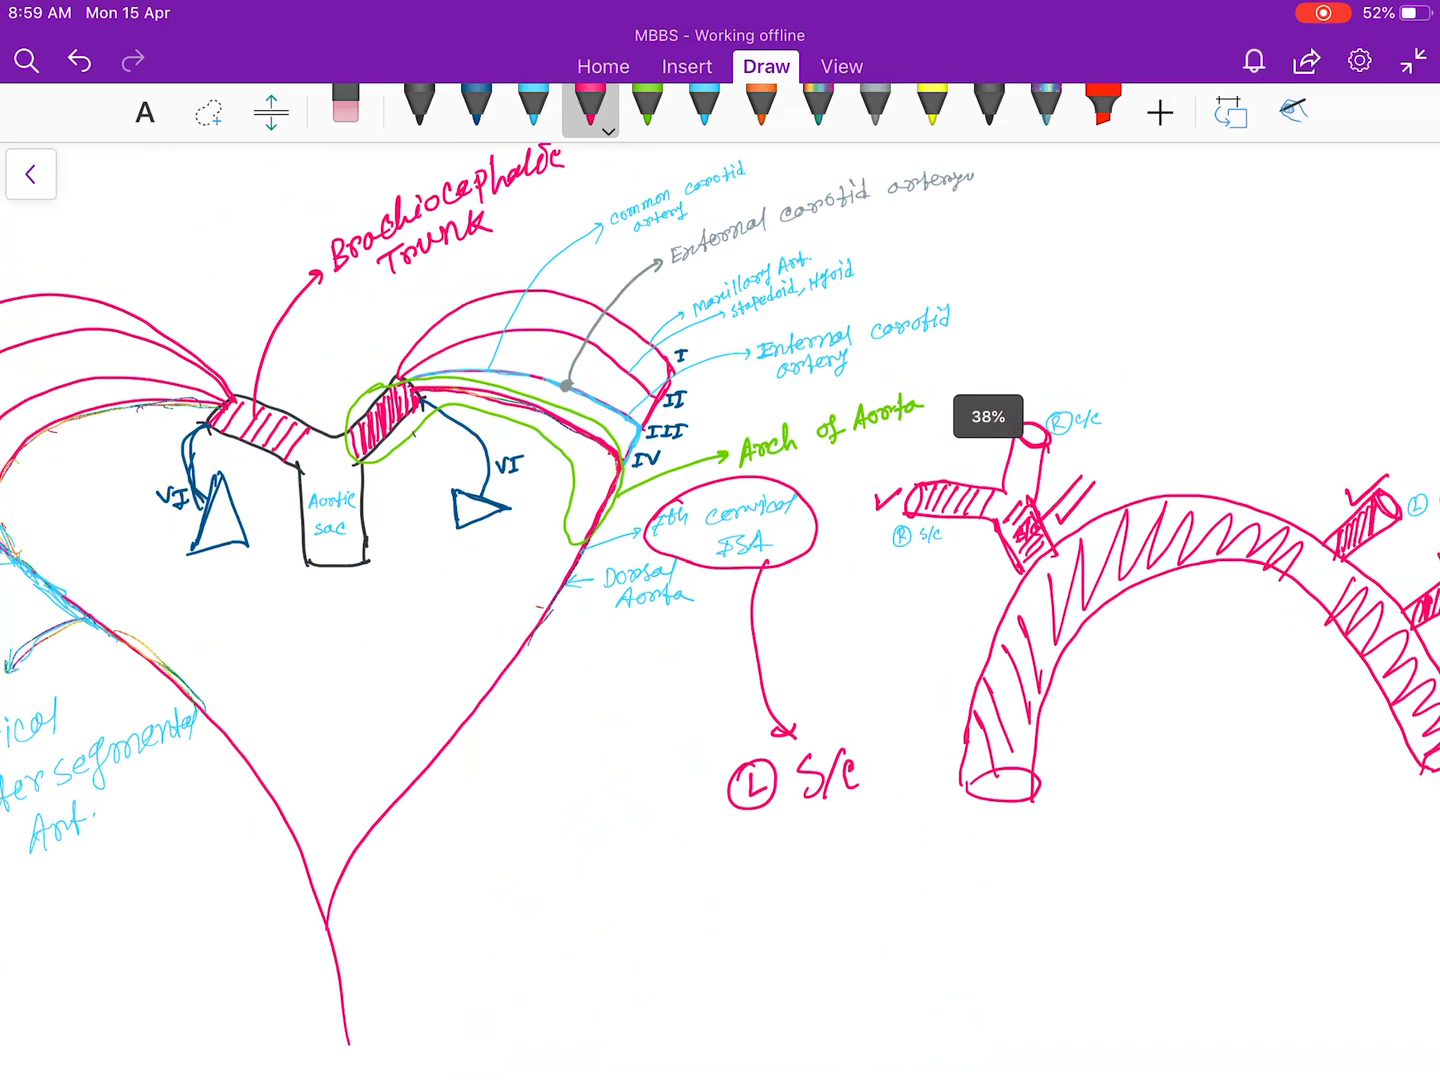 8:59 AM Mon 15 Apr
52%
MBBS - Working offline
Home Insert Draw View
A
Brachiocephalic
Trunk
common carotid
artery
External carotid artery
Maxillary Art.
Stapedoid, Hyoid
Internal carotid
artery
I
II
III
IV
Arch of Aorta
38%
R C/C
VI
VI
Aortic
sac
7th cervical
ISA
R S/C
L
Dorsal
Aorta
L S/C
ical
ter segmental
Art.